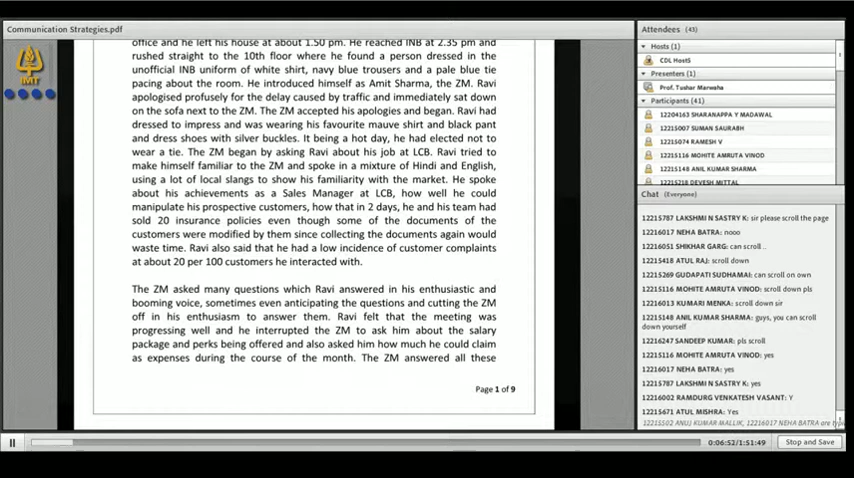 Communication Strategies.pdf
IMT
office and he left his house at about 1.50 pm. He reached INB at 2.35 pm and
rushed straight to the 10th floor where he found a person dressed in the
unofficial INB uniform of white shirt, navy blue trousers and a pale blue tie
pacing about the room. He introduced himself as Amit Sharma, the ZM. Ravi
apologised profusely for the delay caused by traffic and immediately sat down
on the sofa next to the ZM. The ZM accepted his apologies and began. Ravi had
dressed to impress and was wearing his favourite mauve shirt and black pant
and dress shoes with silver buckles. It being a hot day, he had elected not to
wear a tie. The ZM began by asking Ravi about his job at LCB. Ravi tried to
make himself familiar to the ZM and spoke in a mixture of Hindi and English,
using a lot of local slangs to show his familiarity with the market. He spoke
about his achievements as a Sales Manager at LCB, how well he could
manipulate his prospective customers, how that in 2 days, he and his team had
sold 20 insurance policies even though some of the documents of the
customers were modified by them since collecting the documents again would
waste time. Ravi also said that he had a low incidence of customer complaints
at about 20 per 100 customers he interacted with.
The ZM asked many questions which Ravi answered in his enthusiastic and
booming voice, sometimes even anticipating the questions and cutting the ZM
off in his enthusiasm to answer them. Ravi felt that the meeting was
progressing well and he interrupted the ZM to ask him about the salary
package and perks being offered and also asked him how much he could claim
as expenses during the course of the month. The ZM answered all these
Page 1 of 9
Attendees (43)
Hosts (1)
CDL Host5
Presenters (1)
Prof. Tushar Marwaha
Participants (41)
12204163 SHARANAPPA Y MADAWAL
12215007 SUMAN SAURABH
12215074 RAMESH V
12215116 MOHITE AMRUTA VINOD
12215148 ANIL KUMAR SHARMA
12215218 DEVESH MITTAL
Chat (Everyone)
12215787 LAKSHMI N SASTRY K: sir please scroll the page
12216017 NEHA BATRA: nooo
12216051 SHIKHAR GARG: can scroll ..
12215418 ATUL RAJ: scroll down
12215269 GUDAPATI SUDHAMAI: can scroll on own
12215116 MOHITE AMRUTA VINOD: scroll down pls
12216013 KUMARI MENKA: scroll down sir
12215148 ANIL KUMAR SHARMA: guys, you can scroll
down yourself
12216247 SANDEEP KUMAR: pls scroll
12215116 MOHITE AMRUTA VINOD: yes
12216017 NEHA BATRA: yes
12215787 LAKSHMI N SASTRY K: yes
12216002 RAMDURG VENKATESH VASANT: Y
12215671 ATUL MISHRA: Yes
12215502 ANUJ KUMAR MALLIK, 12216017 NEHA BATRA are
0:06:52/1:51:49
Stop and Save